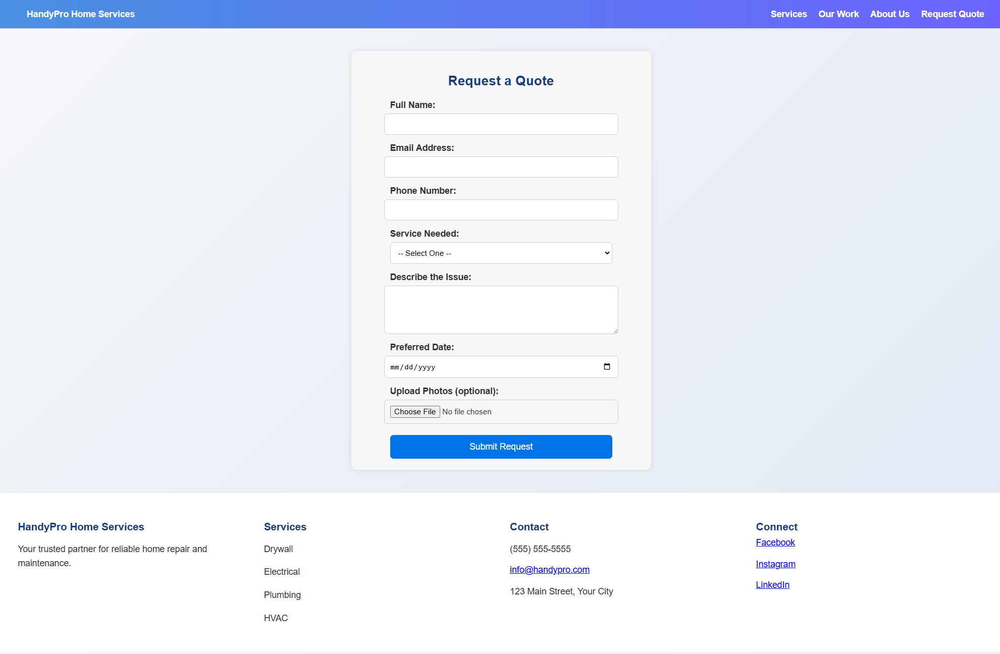 HandyPro Home Services
Services Our Work About Us Request Quote
Request a Quote
Full Name:
Email Address:
Phone Number:
Service Needed:
-- Select One --
Describe the Issue:
Preferred Date:
mm/dd/yyyy
Upload Photos (optional):
Choose File No file chosen
Submit Request
HandyPro Home Services
Your trusted partner for reliable home repair and
maintenance.
Services
Drywall
Electrical
Plumbing
HVAC
Contact
(555) 555-5555
info@handypro.com
123 Main Street, Your City
Connect
Facebook
Instagram
LinkedIn